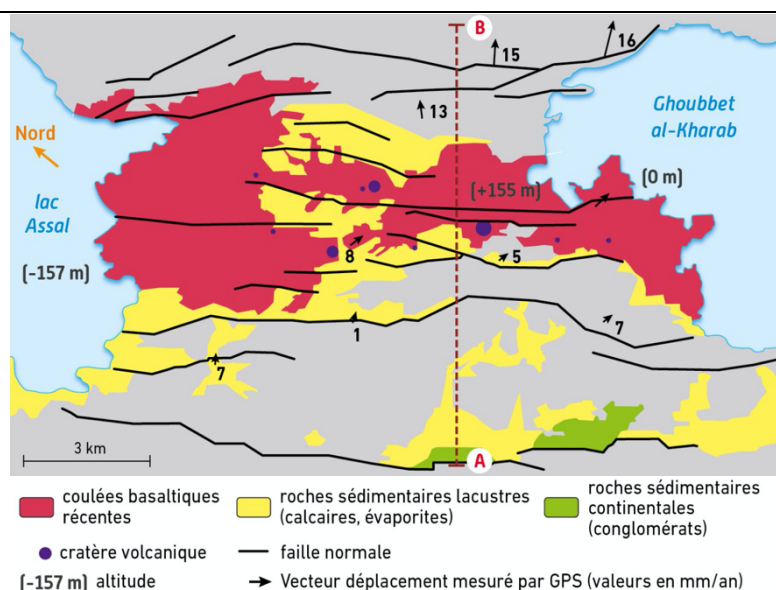 B
15
16
13
Ghoubbet
al-Kharab
Nord
(+155 m)
(0 m)
lac
Assal
8
5
(-157 m)
1
7
7
3 km
A
coulées basaltiques
récentes
roches sédimentaires lacustres
(calcaires, évaporites)
roches sédimentaires
continentales
(conglomérats)
cratère volcanique
faille normale
(-157 m) altitude
Vecteur déplacement mesuré par GPS (valeurs en mm/an)